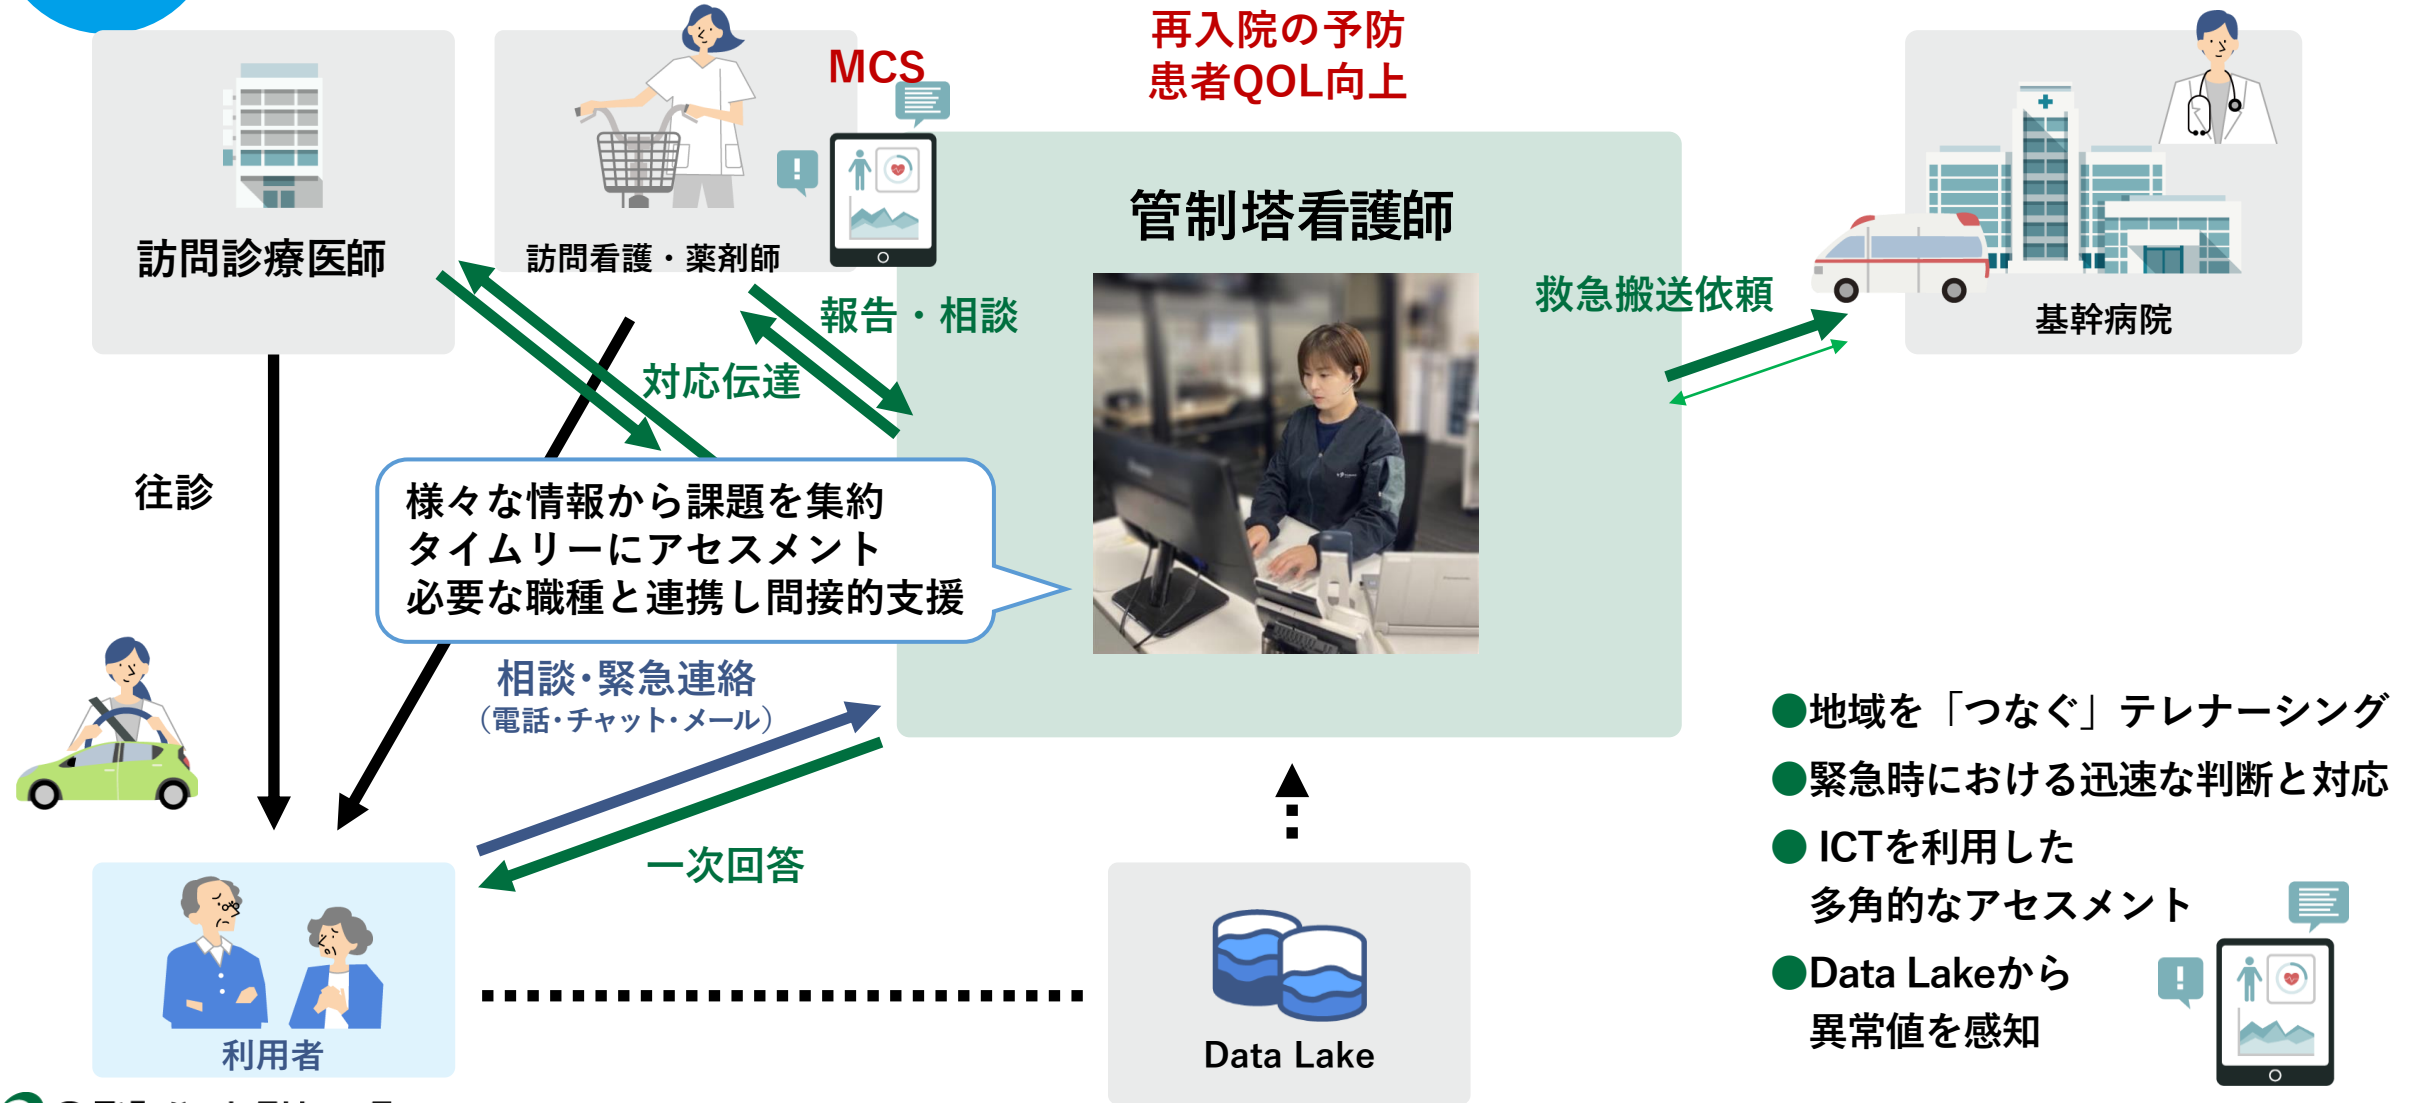 MCS
再入院の予防
患者QOL向上
訪問診療医師
訪問看護・薬剤師
管制塔看護師
基幹病院
報告・相談
救急搬送依頼
対応伝達
往診
様々な情報から課題を集約
タイムリーにアセスメント
必要な職種と連携し間接的支援
相談・緊急連絡
（電話・チャット・メール）
一次回答
利用者
Data Lake
●地域を「つなぐ」テレナーシング
●緊急時における迅速な判断と対応
● ICTを利用した
多角的なアセスメント
●Data Lakeから
異常値を感知